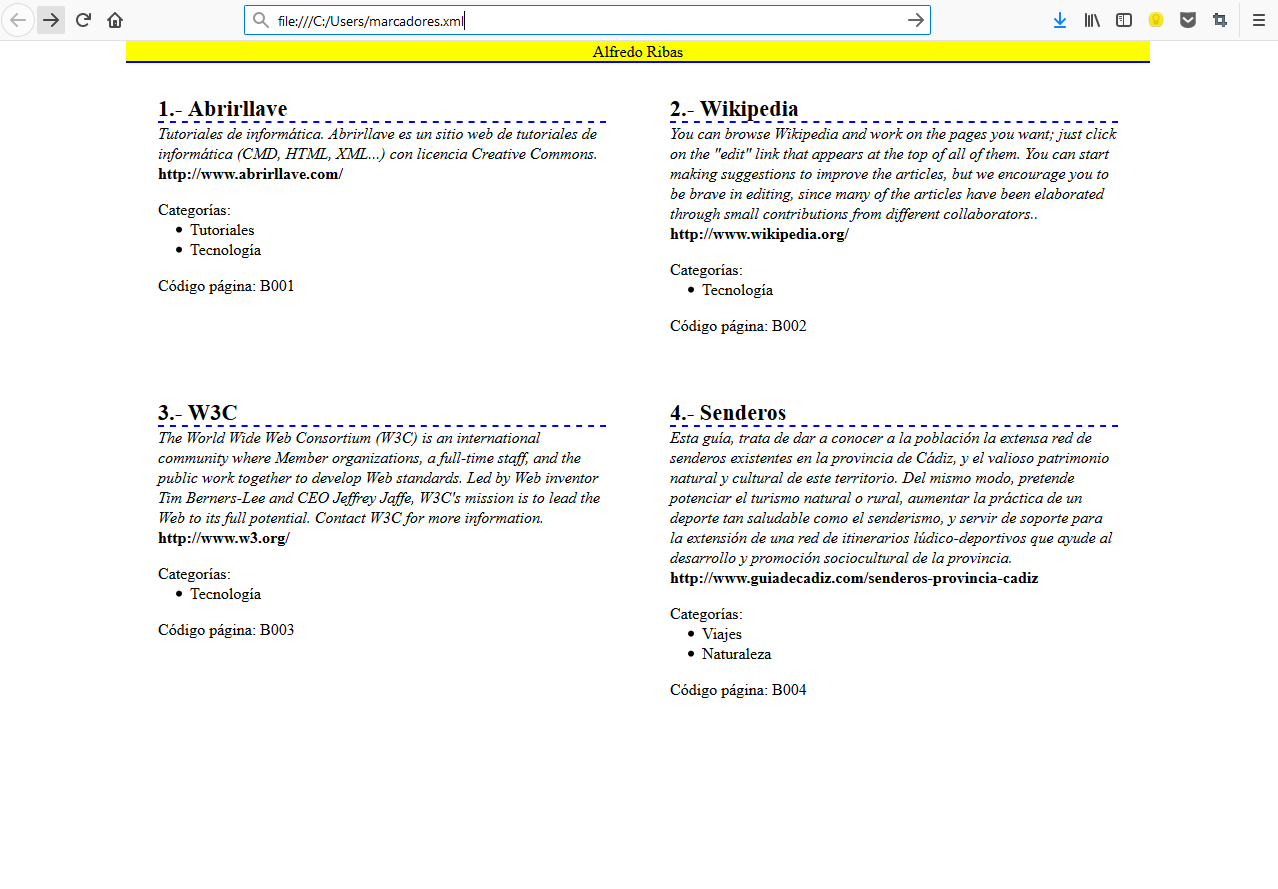 file:///C:/Users/marcadores.xml
Alfredo Ribas
1.- Abrirllave
Tutoriales de informática. Abrirllave es un sitio web de tutoriales de
informática (CMD, HTML, XML...) con licencia Creative Commons.
http://www.abrirllave.com/
Categorías:
• Tutoriales
• Tecnología
Código página: B001
2.- Wikipedia
You can browse Wikipedia and work on the pages you want; just click
on the "edit" link that appears at the top of all of them. You can start
making suggestions to improve the articles, but we encourage you to
be brave in editing, since many of the articles have been elaborated
through small contributions from different collaborators..
http://www.wikipedia.org/
Categorías:
• Tecnología
Código página: B002
3.- W3C
The World Wide Web Consortium (W3C) is an international
community where Member organizations, a full-time staff, and the
public work together to develop Web standards. Led by Web inventor
Tim Berners-Lee and CEO Jeffrey Jaffe, W3C's mission is to lead the
Web to its full potential. Contact W3C for more information.
http://www.w3.org/
Categorías:
• Tecnología
Código página: B003
4.- Senderos
Esta guía, trata de dar a conocer a la población la extensa red de
senderos existentes en la provincia de Cádiz, y el valioso patrimonio
natural y cultural de este territorio. Del mismo modo, pretende
potenciar el turismo natural o rural, aumentar la práctica de un
deporte tan saludable como el senderismo, y servir de soporte para
la extensión de una red de itinerarios lúdico-deportivos que ayude al
desarrollo y promoción sociocultural de la provincia.
http://www.guiadecadiz.com/senderos-provincia-cadiz
Categorías:
• Viajes
• Naturaleza
Código página: B004